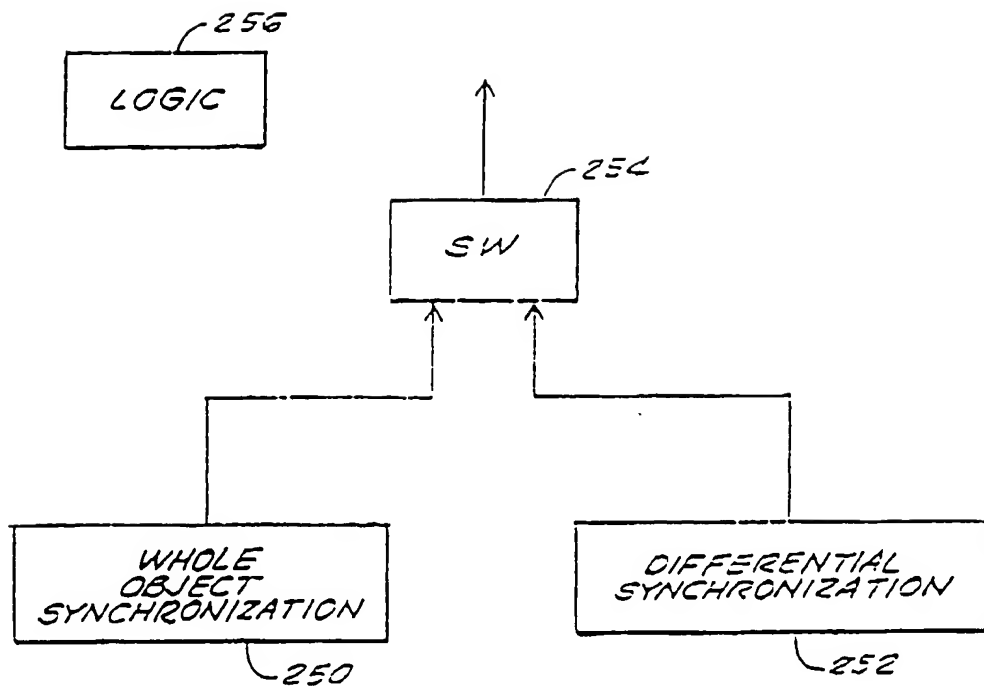 256
LOGIC
254
SW
WHOLE
OBJECT
SYNCHRONIZATION
DIFFERENTIAL
SYNCHRONIZATION
250
252